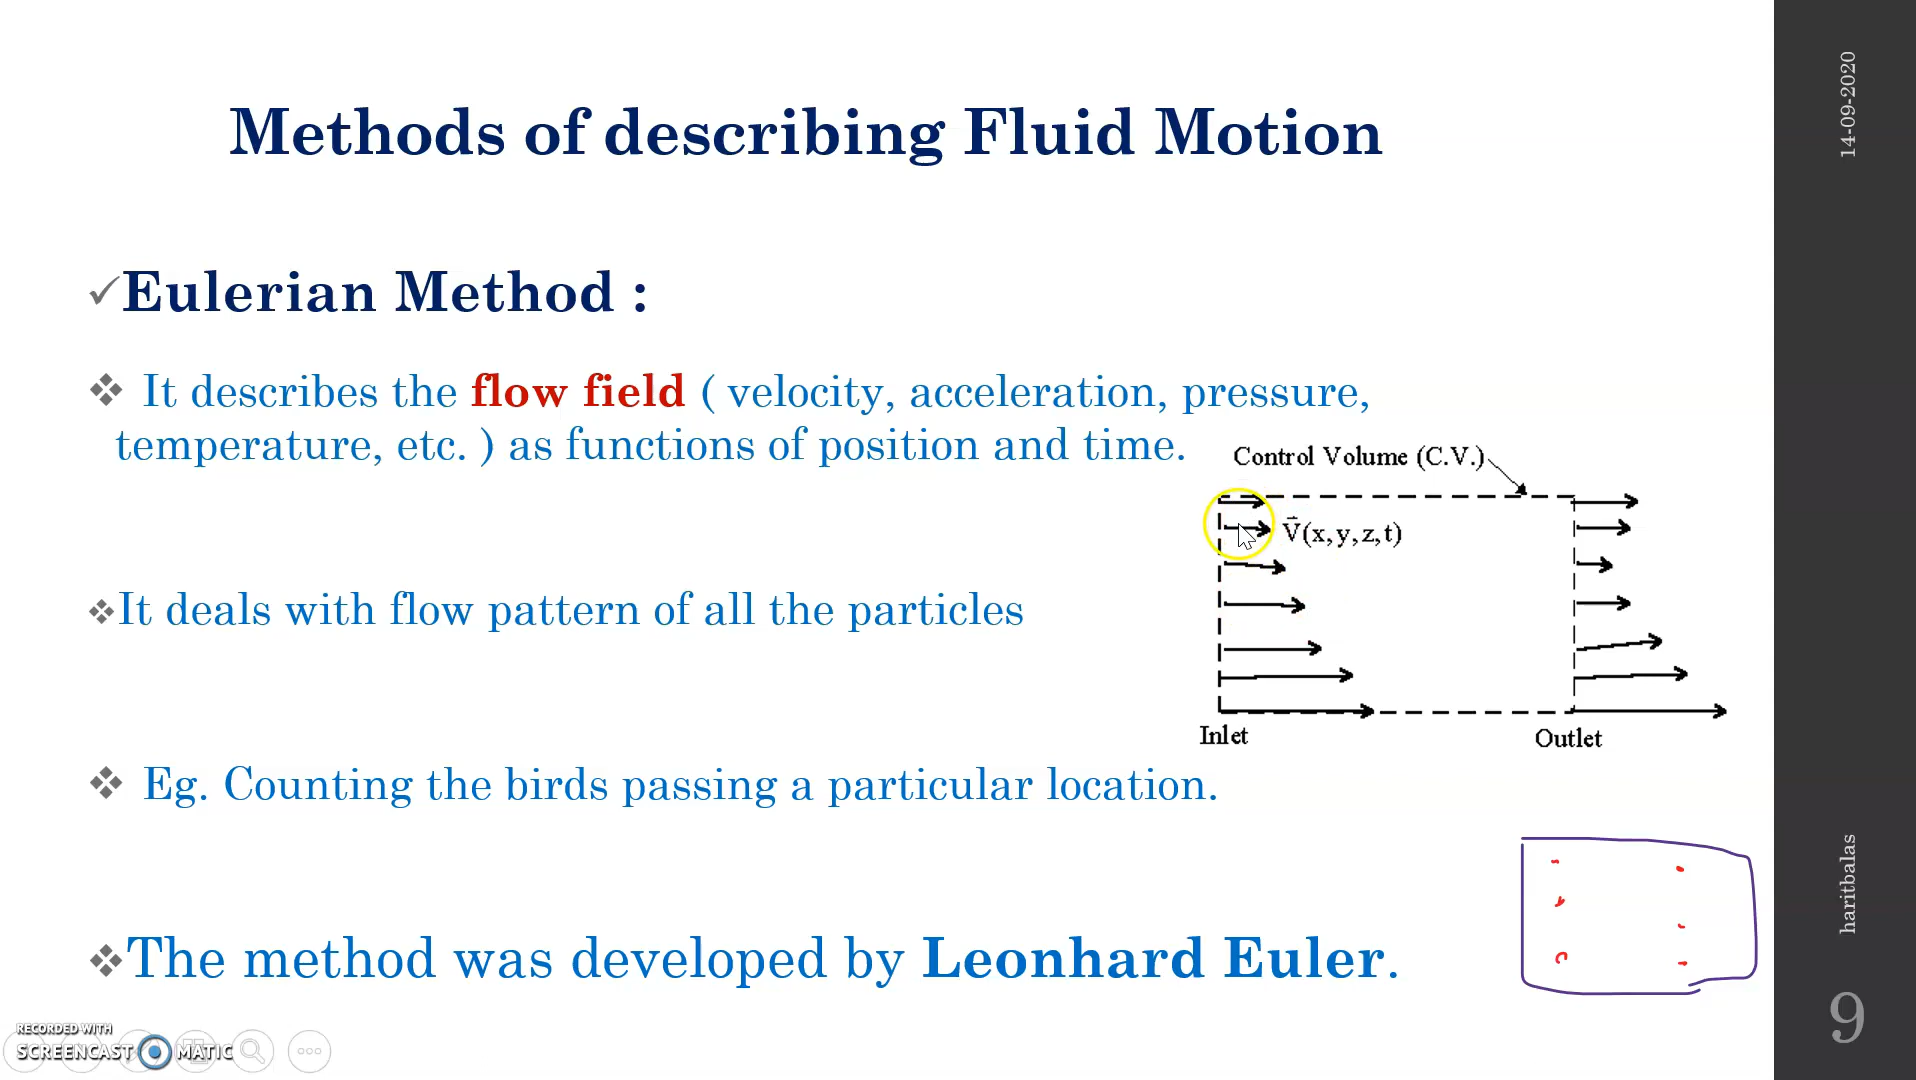 Methods of describing Fluid Motion
14-09-2020
Eulerian Method :
It describes the flow field ( velocity, acceleration, pressure,
temperature, etc. ) as functions of position and time.
Control Volume (C.V.)
V(x,y,z,t)
It deals with flow pattern of all the particles
Inlet
Outlet
Eg. Counting the birds passing a particular location.
haritbalas
The method was developed by Leonhard Euler.
9
RECORDED WITH
SCREENCAST MATIC